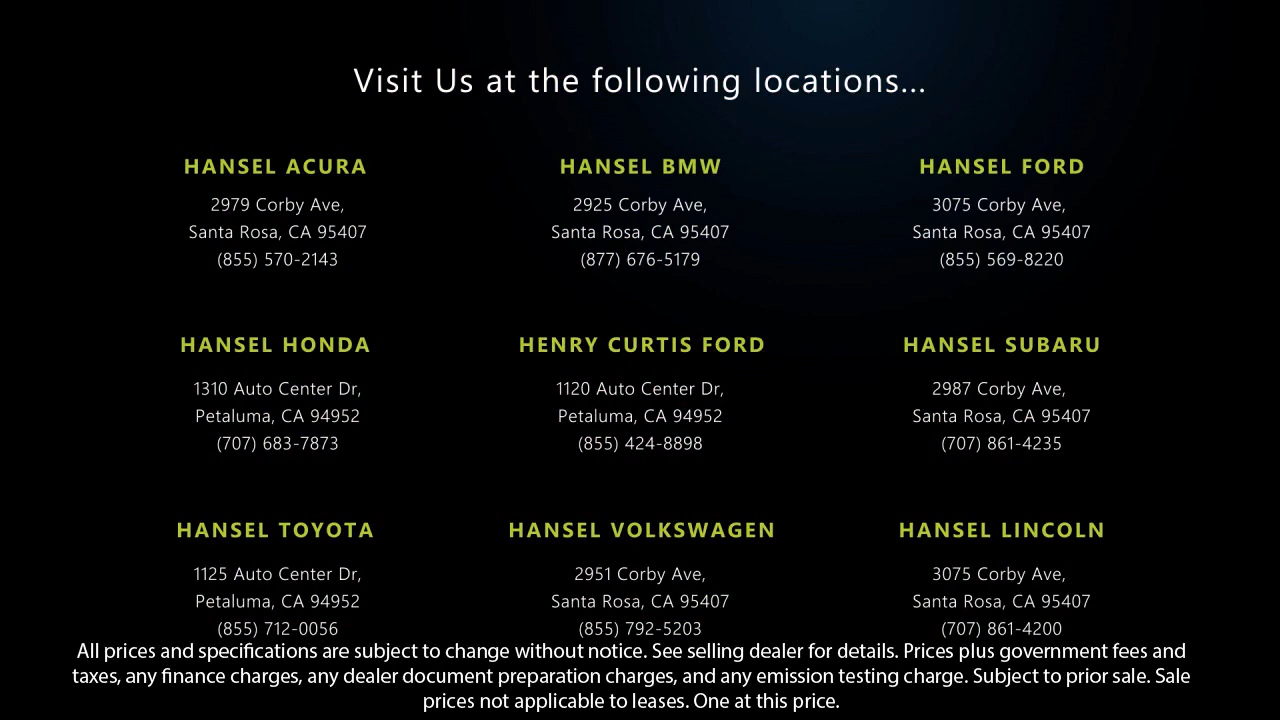 Visit Us at the following locations...
HANSEL ACURA
2979 Corby Ave,
Santa Rosa, CA 95407
(855) 570-2143
HANSEL BMW
2925 Corby Ave,
Santa Rosa, CA 95407
(877) 676-5179
HANSEL FORD
3075 Corby Ave,
Santa Rosa, CA 95407
(855) 569-8220
HANSEL HONDA
1310 Auto Center Dr,
Petaluma, CA 94952
(707) 683-7873
HENRY CURTIS FORD
1120 Auto Center Dr,
Petaluma, CA 94952
(855) 424-8898
HANSEL SUBARU
2987 Corby Ave,
Santa Rosa, CA 95407
(707) 861-4235
HANSEL TOYOTA
1125 Auto Center Dr,
Petaluma, CA 94952
(855) 712-0056
HANSEL VOLKSWAGEN
2951 Corby Ave,
Santa Rosa, CA 95407
(855) 792-5203
HANSEL LINCOLN
3075 Corby Ave,
Santa Rosa, CA 95407
(707) 861-4200
All prices and specifications are subject to change without notice. See selling dealer for details. Prices plus government fees and
taxes, any finance charges, any dealer document preparation charges, and any emission testing charge. Subject to prior sale. Sale
prices not applicable to leases. One at this price.